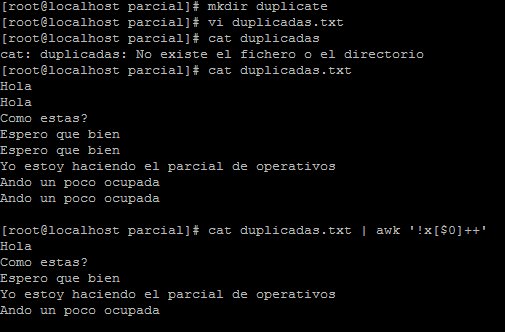 [root@localhost parcial]# mkdir duplicate
[root@localhost parcial]# vi duplicadas.txt
[root@localhost parcial]# cat duplicadas
cat: duplicadas: No existe el fichero o el directorio
[root@localhost parcial]# cat duplicadas.txt
Hola
Hola
Como estas?
Espero que bien
Espero que bien
Yo estoy haciendo el parcial de operativos
Ando un poco ocupada
Ando un poco ocupada

[root@localhost parcial]# cat duplicadas.txt | awk '!x[$0]++'
Hola
Como estas?
Espero que bien
Yo estoy haciendo el parcial de operativos
Ando un poco ocupada